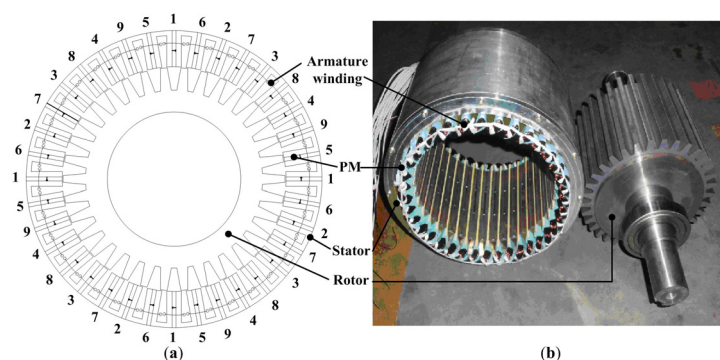 (a)
1 6 2 7 3 8 4 9 5 1 6 2 7 3 8 4 9 5 1 6 2 7 3 8 4 9 5 1 6 2 7 3 8 4 9 5
Armature
winding
PM
Stator
Rotor
(a)
(b)